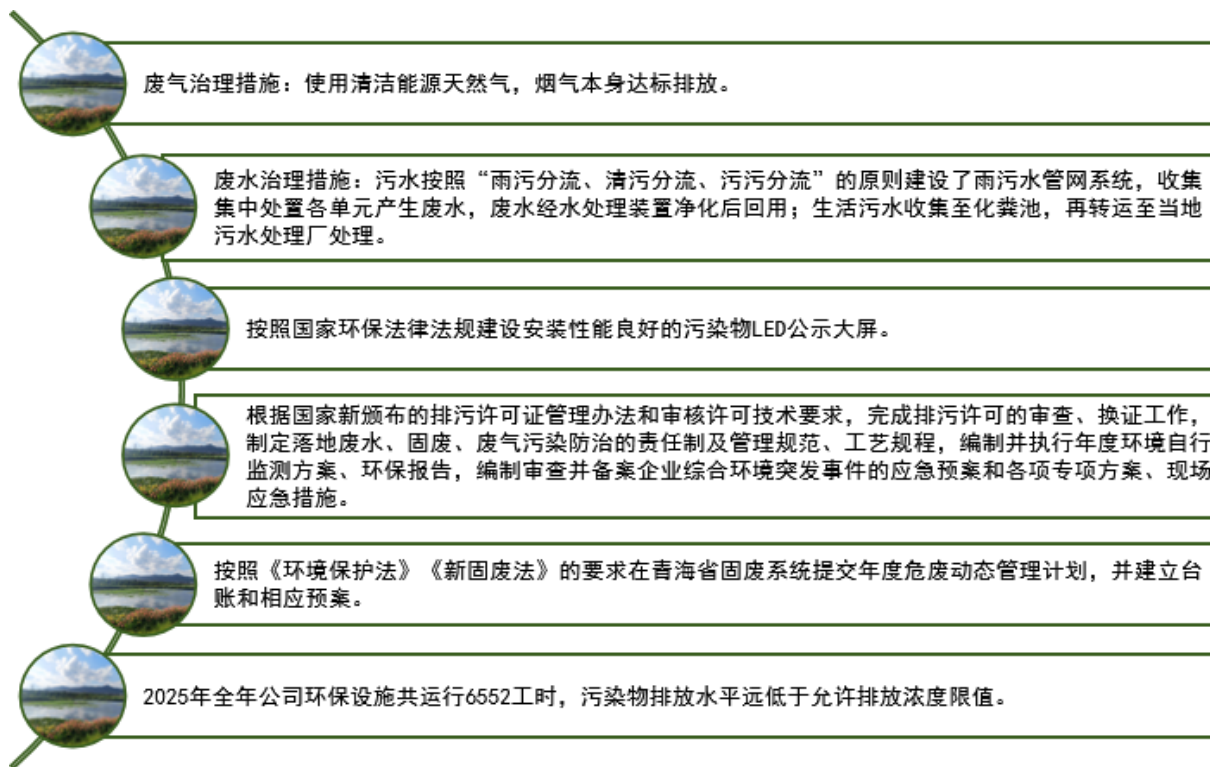 废气治理措施：使用清洁能源天然气，烟气本身达标排放。
废水治理措施：污水按照“雨污分流、清污分流、污污分流”的原则建设了雨污水管网系统，收集
集中处置各单元产生废水，废水经水处理装置净化后回用；生活污水收集至化粪池，再转运至当地
污水处理厂处理。
按照国家环保法律法规建设安装性能良好的污染物LED公示大屏。
根据国家新颁布的排污许可证管理办法和审核许可技术要求，完成排污许可的审查、换证工作，
制定落地废水、固废、废气污染防治的责任制及管理规范、工艺规程，编制并执行年度环境自行
监测方案、环保报告，编制审查并备案企业综合环境突发事件的应急预案和各项专项方案、现场
应急措施。
按照《环境保护法》《新固废法》的要求在青海省固废系统提交年度危废动态管理计划，并建立台
账和相应预案。
2025年全年公司环保设施共运行6552工时，污染物排放水平远低于允许排放浓度限值。